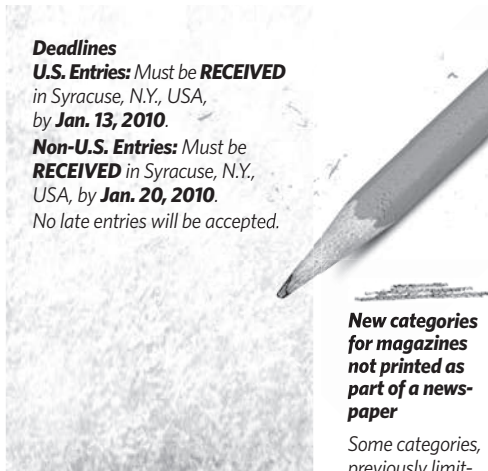 Deadlines
U.S. Entries: Must be RECEIVED
in Syracuse, N.Y., USA,
by Jan. 13, 2010.
Non-U.S. Entries: Must be
RECEIVED in Syracuse, N.Y.,
USA, by Jan. 20, 2010.
No late entries will be accepted.
New categories
for magazines
not printed as
part of a news-
paper
Some categories,
previously limit-